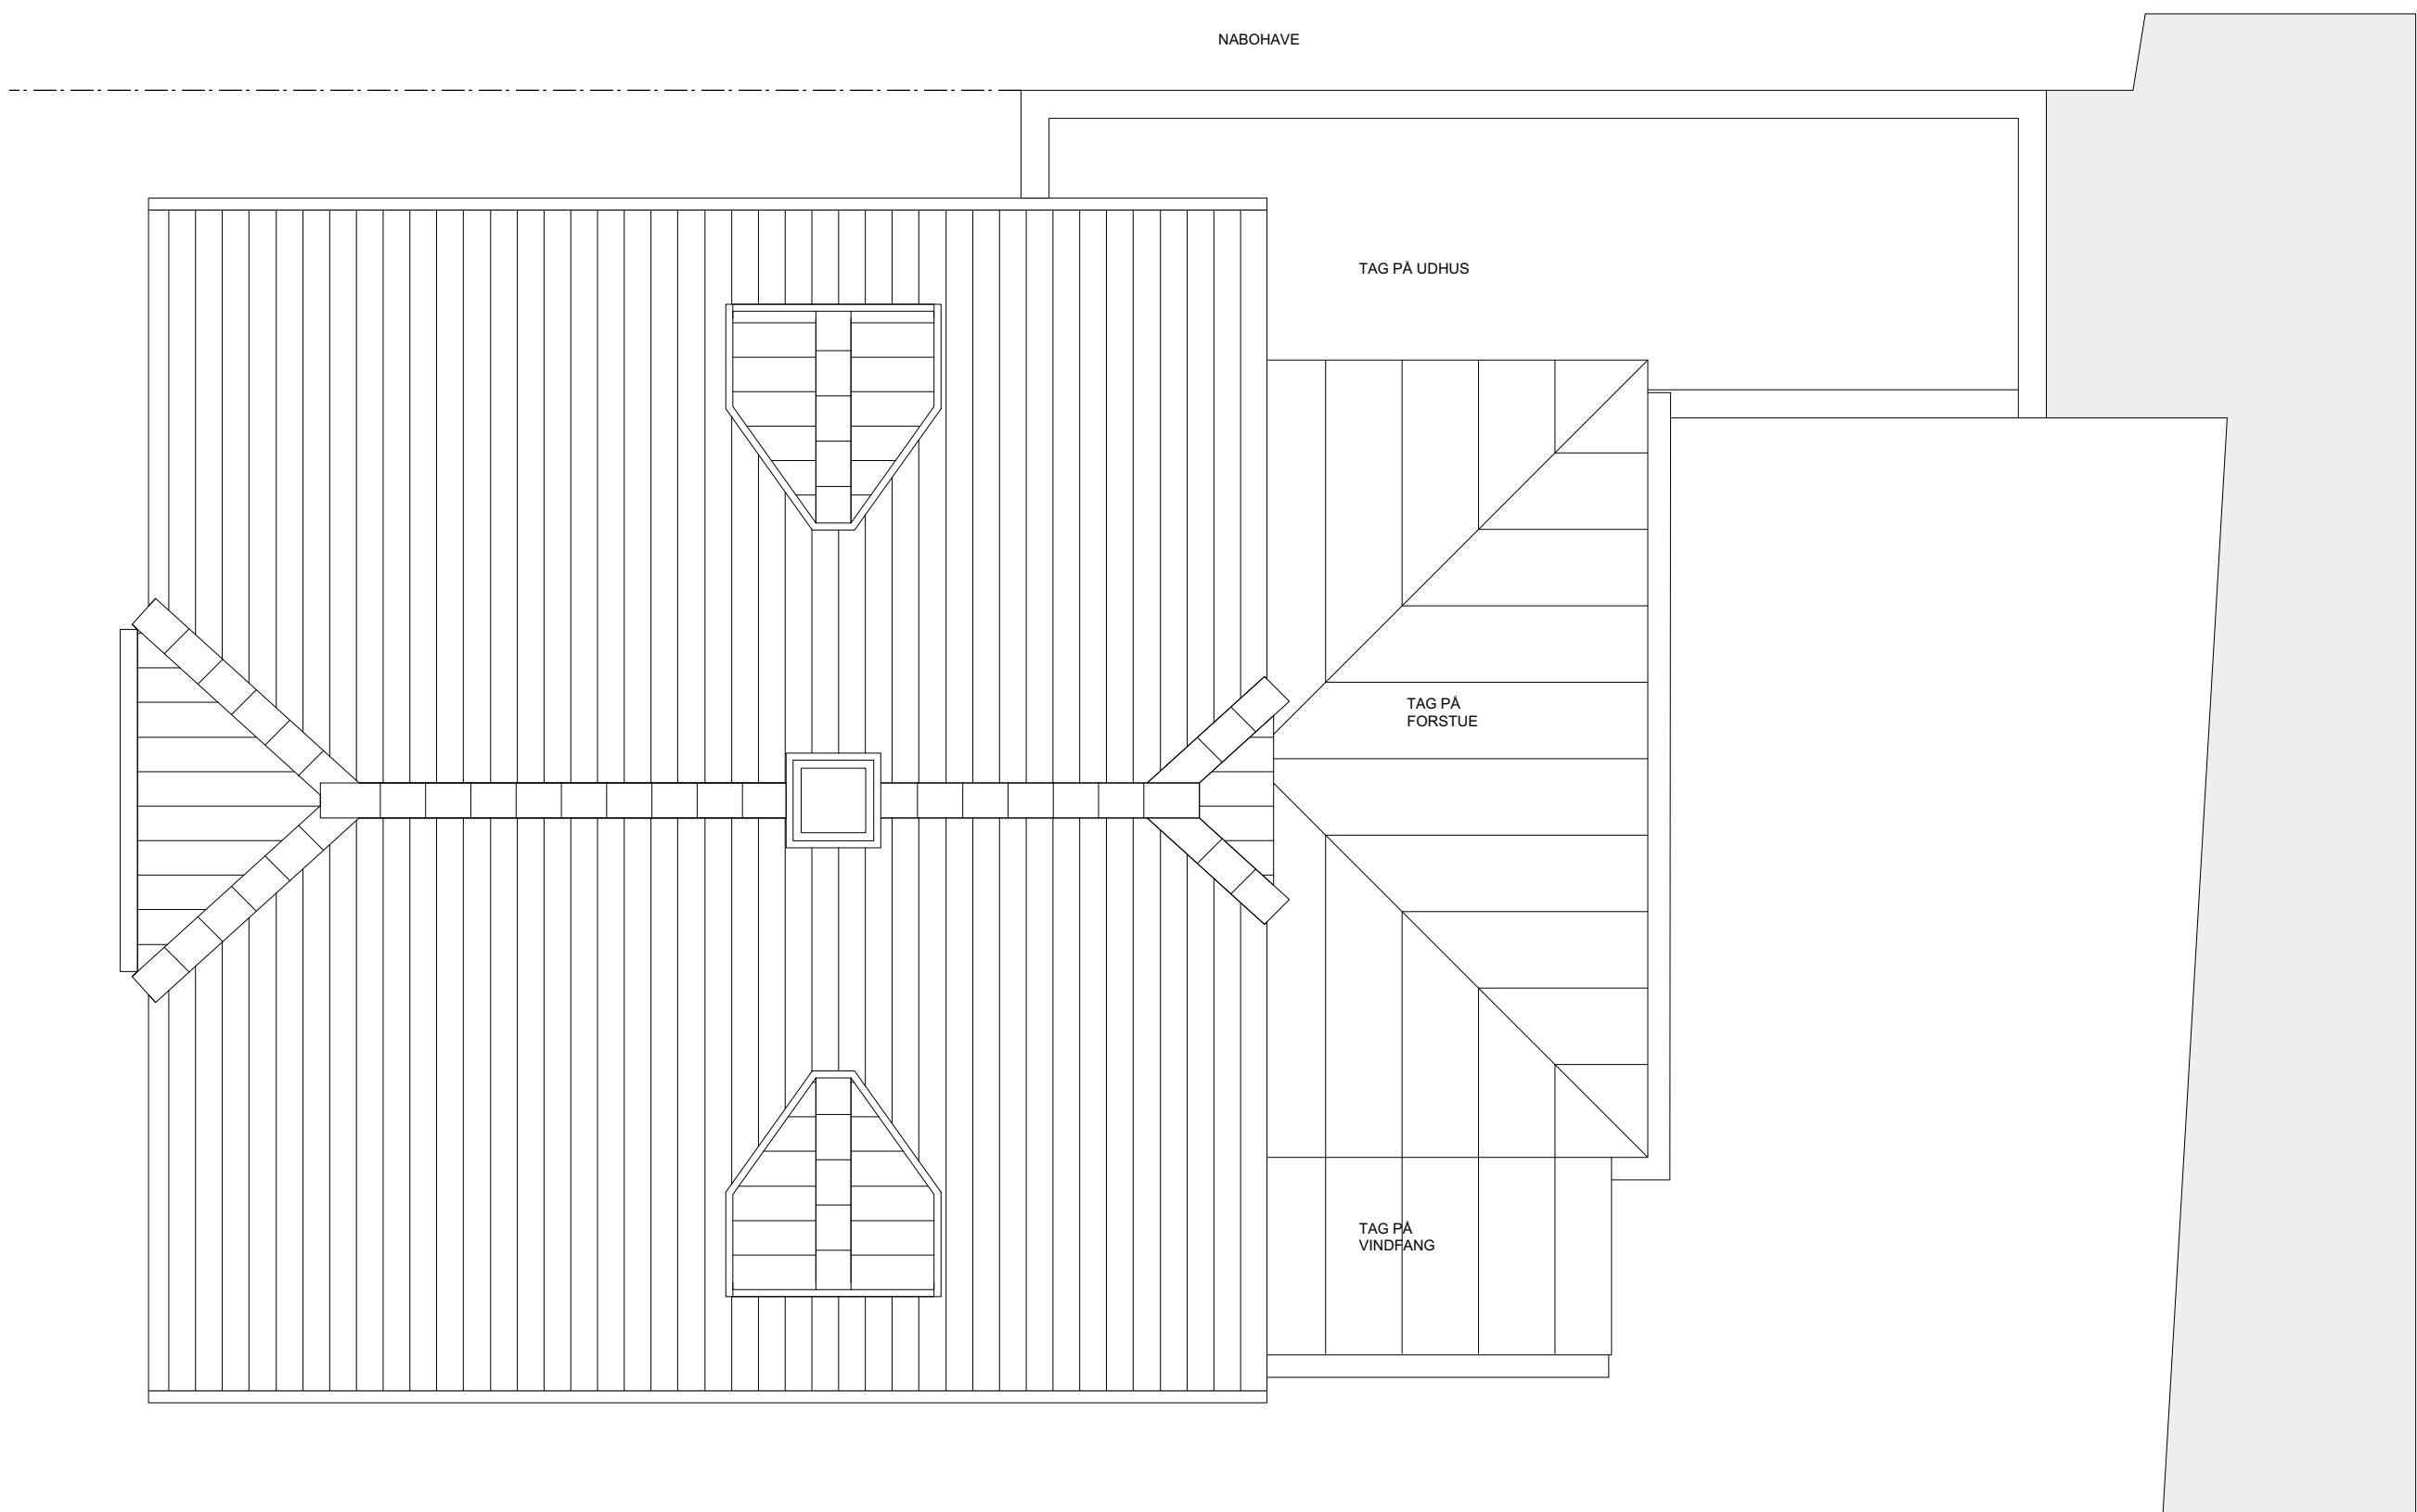 NABOHAVE
TAG PÅ UDHUS
TAG PÅ
FORSTUE
TAG PÅ
VINDFANG